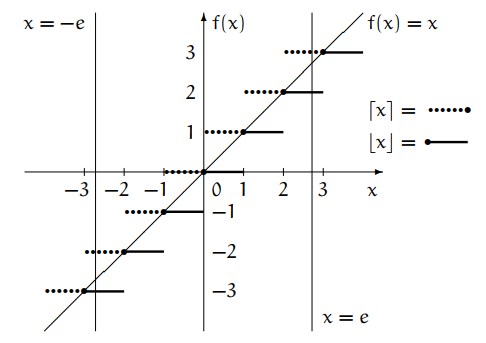 x = −e
f(x)
f(x) = x
3
2
1
⌈x⌉ =
⌊x⌋ =
−3 −2 −1 0 1 2 3 x
−1
−2
−3
x = e